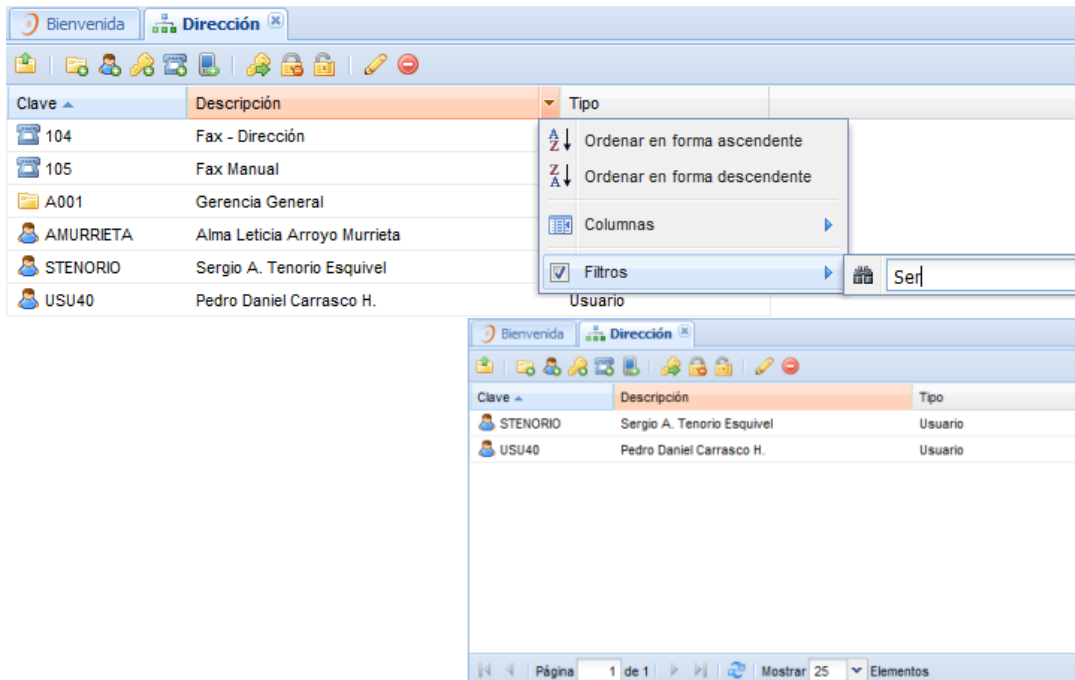 Bienvenida Dirección
Clave Descripción Tipo
104 Fax - Dirección
105 Fax Manual
A001 Gerencia General
AMURRIETA Alma Leticia Arroyo Murrieta
STENORIO Sergio A. Tenorio Esquivel
USU40 Pedro Daniel Carrasco H. Usuario
Ordenar en forma ascendente
Ordenar en forma descendente
Columnas
Filtros Ser
Bienvenida Dirección
Clave Descripción Tipo
STENORIO Sergio A. Tenorio Esquivel Usuario
USU40 Pedro Daniel Carrasco H. Usuario
Página 1 de 1 Mostrar 25 Elementos